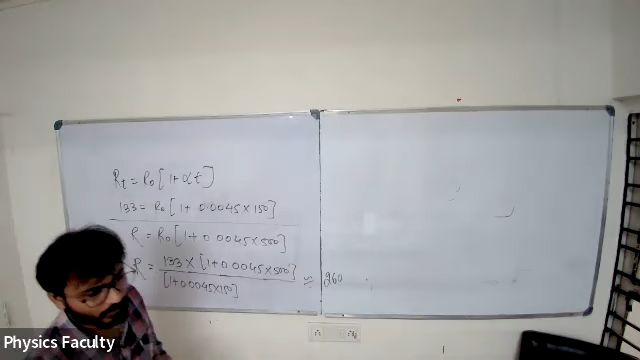 Rt = R₀ [1 + αt]
133 = R₀ [1 + 0.0045 × 150]
R = R₀ [1 + 0.0045 × 500]
R = 133 × [1 + 0.0045 × 500] / [1 + 0.0045 × 150] ≈ 260
Physics Faculty